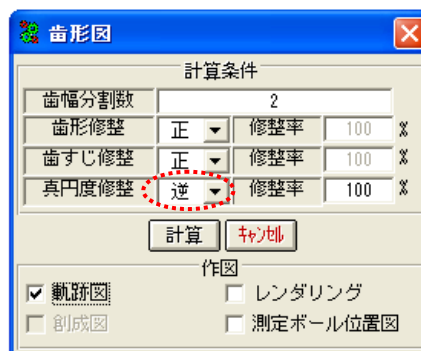 歯形図
計算条件
歯幅分割数 2
歯形修整 正 修整率 100 %
歯すじ修整 正 修整率 100 %
真円度修整 逆 修整率 100 %
計算 ｷｬﾝｾﾙ
作図
軌跡図 レンダリング
創成図 測定ボール位置図